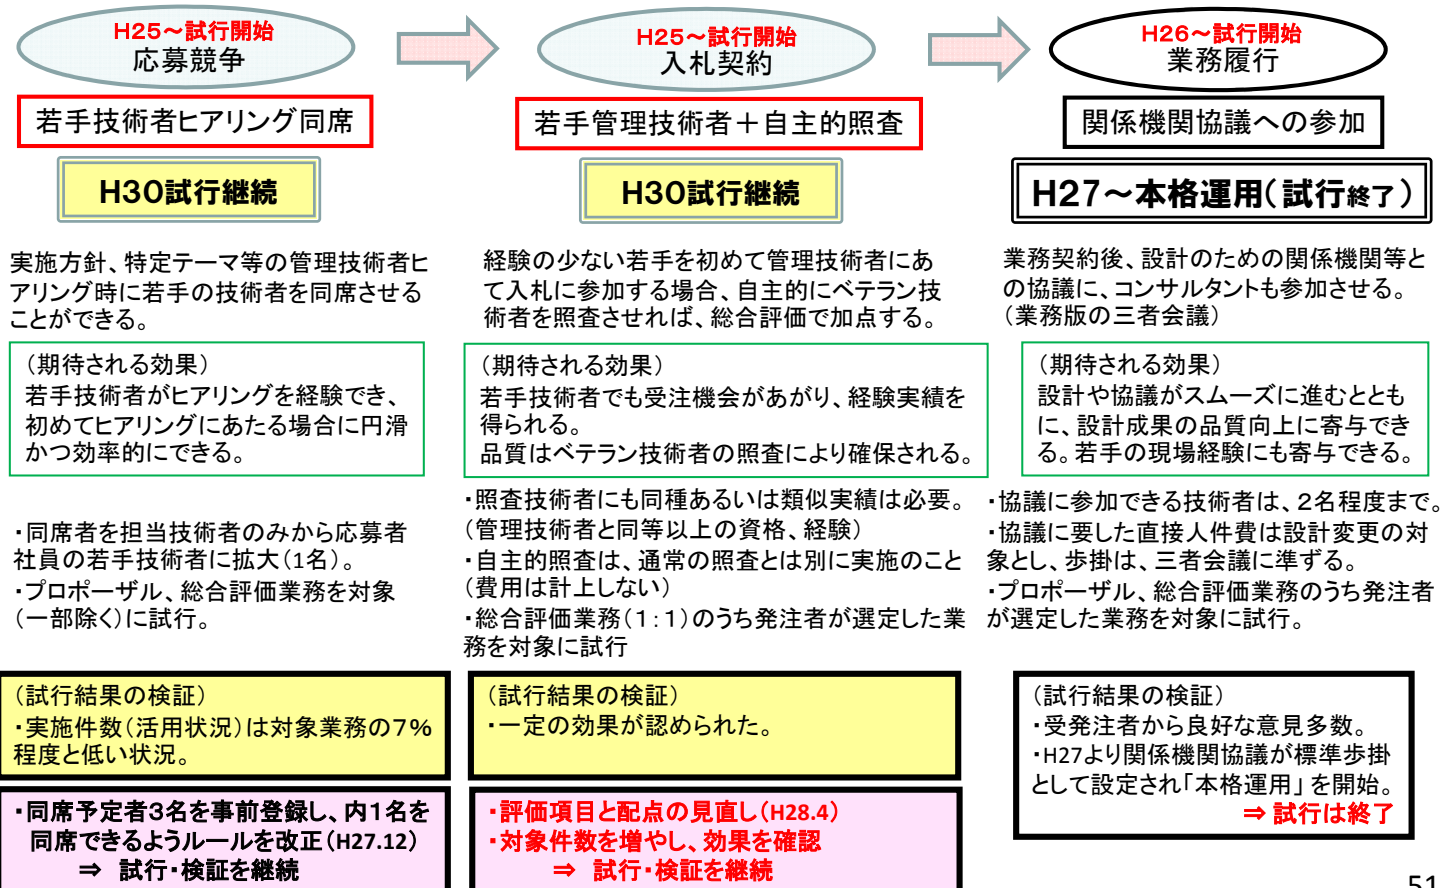 H25～試行開始
応募競争
若手技術者ヒアリング同席
H30試行継続
実施方針、特定テーマ等の管理技術者ヒ
アリング時に若手の技術者を同席させる
ことができる。
（期待される効果）
若手技術者がヒアリングを経験でき、
初めてヒアリングにあたる場合に円滑
かつ効率的にできる。
・同席者を担当技術者のみから応募者
社員の若手技術者に拡大（1名）。
・プロポーザル、総合評価業務を対象
（一部除く）に試行。
（試行結果の検証）
・実施件数（活用状況）は対象業務の７％
程度と低い状況。
・同席予定者３名を事前登録し、内１名を
同席できるようルールを改正（H27.12）
⇒ 試行・検証を継続
H25～試行開始
入札契約
若手管理技術者＋自主的照査
H30試行継続
経験の少ない若手を初めて管理技術者にあ
て入札に参加する場合、自主的にベテラン技
術者を照査させれば、総合評価で加点する。
（期待される効果）
若手技術者でも受注機会があがり、経験実績を
得られる。
品質はベテラン技術者の照査により確保される。
・照査技術者にも同種あるいは類似実績は必要。
（管理技術者と同等以上の資格、経験）
・自主的照査は、通常の照査とは別に実施のこと
（費用は計上しない）
・総合評価業務（１：１）のうち発注者が選定した業
務を対象に試行
（試行結果の検証）
・一定の効果が認められた。
・評価項目と配点の見直し（H28.4）
・対象件数を増やし、効果を確認
⇒ 試行・検証を継続
H26～試行開始
業務履行
関係機関協議への参加
H27～本格運用（試行終了）
業務契約後、設計のための関係機関等と
の協議に、コンサルタントも参加させる。
（業務版の三者会議）
（期待される効果）
設計や協議がスムーズに進むととも
に、設計成果の品質向上に寄与でき
る。若手の現場経験にも寄与できる。
・協議に参加できる技術者は、２名程度まで。
・協議に要した直接人件費は設計変更の対
象とし、歩掛は、三者会議に準ずる。
・プロポーザル、総合評価業務のうち発注者
が選定した業務を対象に試行。
（試行結果の検証）
・受発注者から良好な意見多数。
・H27より関係機関協議が標準歩掛
として設定され「本格運用」を開始。
⇒ 試行は終了
51